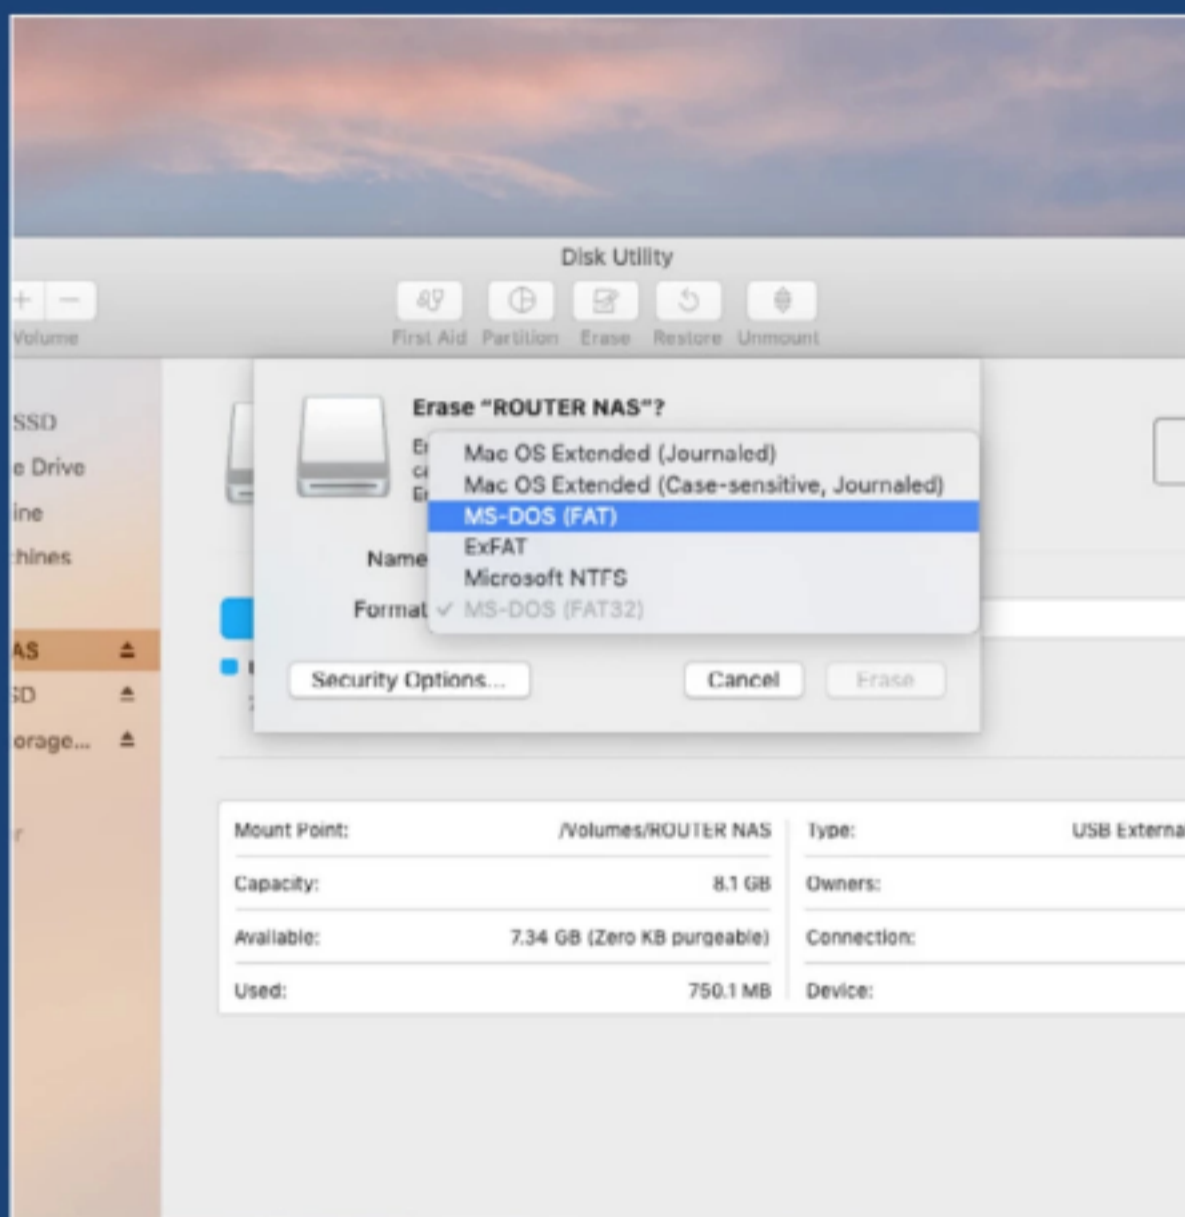 Disk Utility
+ −
Volume
First Aid Partition Erase Restore Unmount
SSD
e Drive
ine
chines
AS
SD
orage...
r
Erase “ROUTER NAS”?
Mac OS Extended (Journaled)
Mac OS Extended (Case-sensitive, Journaled)
MS-DOS (FAT)
ExFAT
Microsoft NTFS
✓ MS-DOS (FAT32)
Name
Format
Security Options... Cancel Erase
Mount Point: /Volumes/ROUTER NAS Type: USB Externa
Capacity: 8.1 GB Owners:
Available: 7.34 GB (Zero KB purgeable) Connection:
Used: 750.1 MB Device: